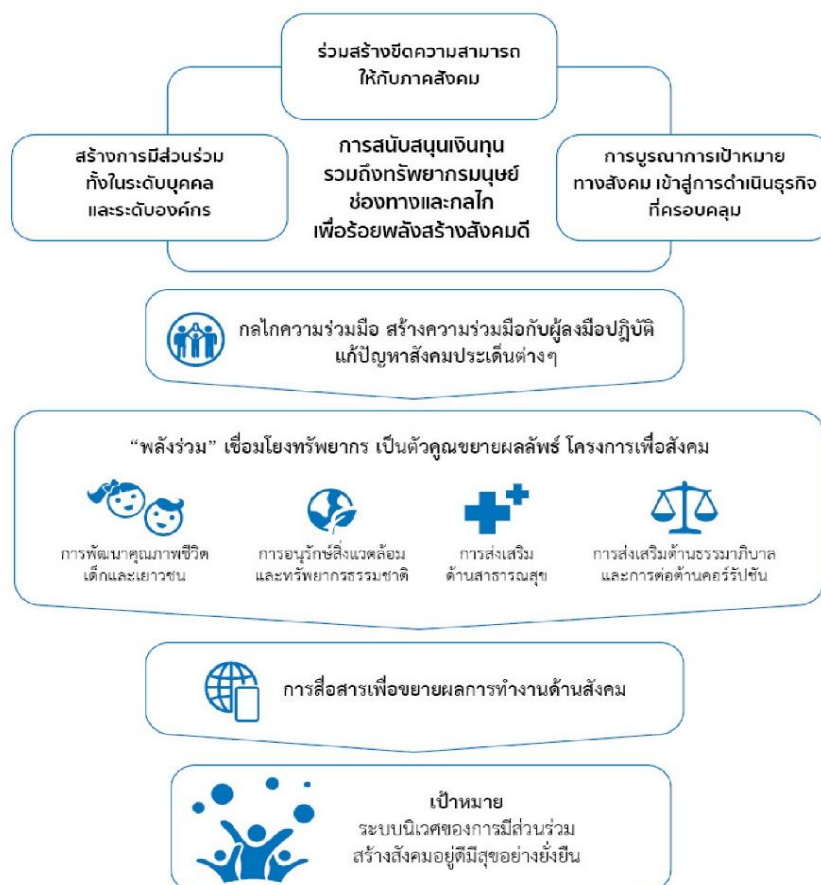 ร่วมสร้างขีดความสามารถ
ให้กับภาคสังคม
สร้างการมีส่วนร่วม
ทั้งในระดับบุคคล
และระดับองค์กร
การสนับสนุนเงินทุน
รวมถึงทรัพยากรมนุษย์
ช่องทางและกลไก
เพื่อร้อยพลังสร้างสังคมดี
การบูรณาการเป้าหมาย
ทางสังคม เข้าสู่การดำเนินธุรกิจ
ที่ครอบคลุม
กลไกความร่วมมือ สร้างความร่วมมือกับผู้ลงมือปฏิบัติ
แก้ปัญหาสังคมประเด็นต่างๆ
“พลังร่วม” เชื่อมโยงทรัพยากร เป็นตัวคูณขยายผลลัพธ์ โครงการเพื่อสังคม
การพัฒนาคุณภาพชีวิต
เด็กและเยาวชน
การอนุรักษ์สิ่งแวดล้อม
และทรัพยากรธรรมชาติ
การส่งเสริม
ด้านสาธารณสุข
การส่งเสริมด้านธรรมาภิบาล
และการต่อต้านคอร์รัปชัน
การสื่อสารเพื่อขยายผลการทำงานด้านสังคม
เป้าหมาย
ระบบนิเวศของการมีส่วนร่วม
สร้างสังคมอยู่ดีมีสุขอย่างยั่งยืน